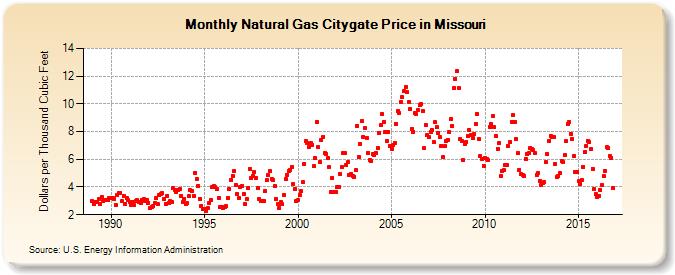 Monthly Natural Gas Citygate Price in Missouri
Dollars per Thousand Cubic Feet
14
12
10
8
6
4
2
1990 1995 2000 2005 2010 2015
Source: U.S. Energy Information Administration